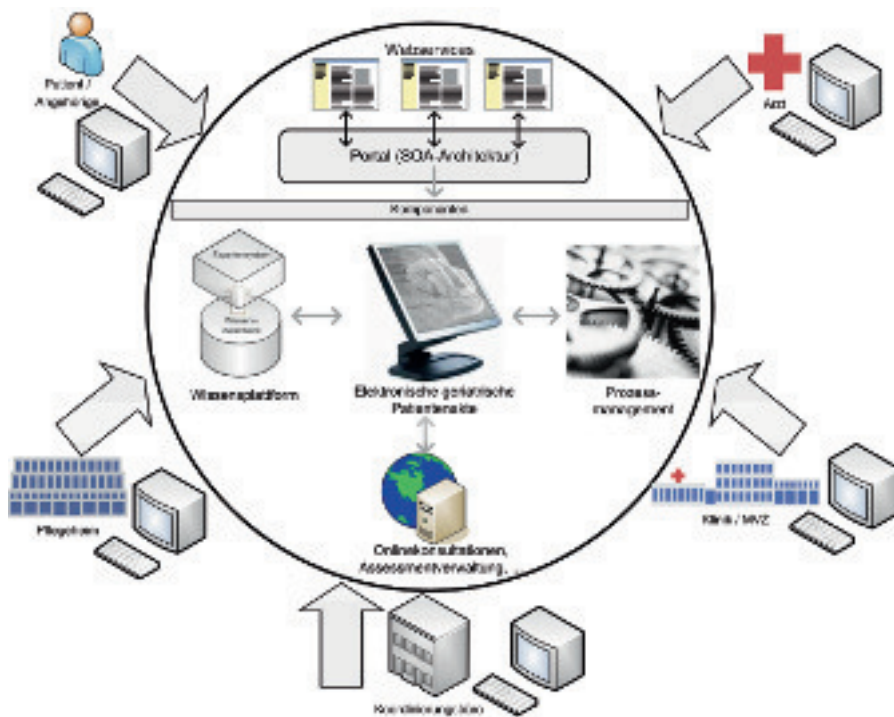 Patient /
Angehörige
Webservices
Arzt
Portal (SOA-Architektur)
Komponenten
Wissensplattform
Elektronische geriatrische
Patientenakte
Prozess-
management
Pflegeheim
Klinik / MVZ
Onlinekonsultationen,
Assessmentverwaltung, ...
Koordinierungsbüro